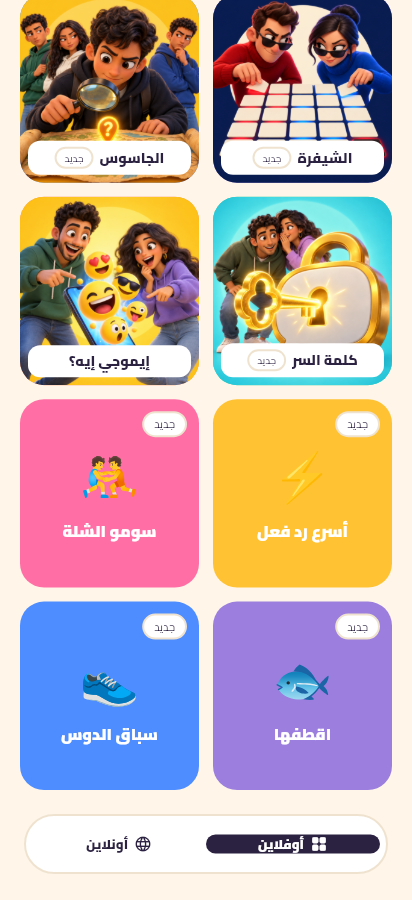 الشيفرة جديد
الجاسوس جديد
?
كلمة السر جديد
إيموجي إيه؟
جديد
أسرع رد فعل
جديد
سومو الشلة
جديد
اقطفها
جديد
سباق الدوس
أوفلاين
أونلاين